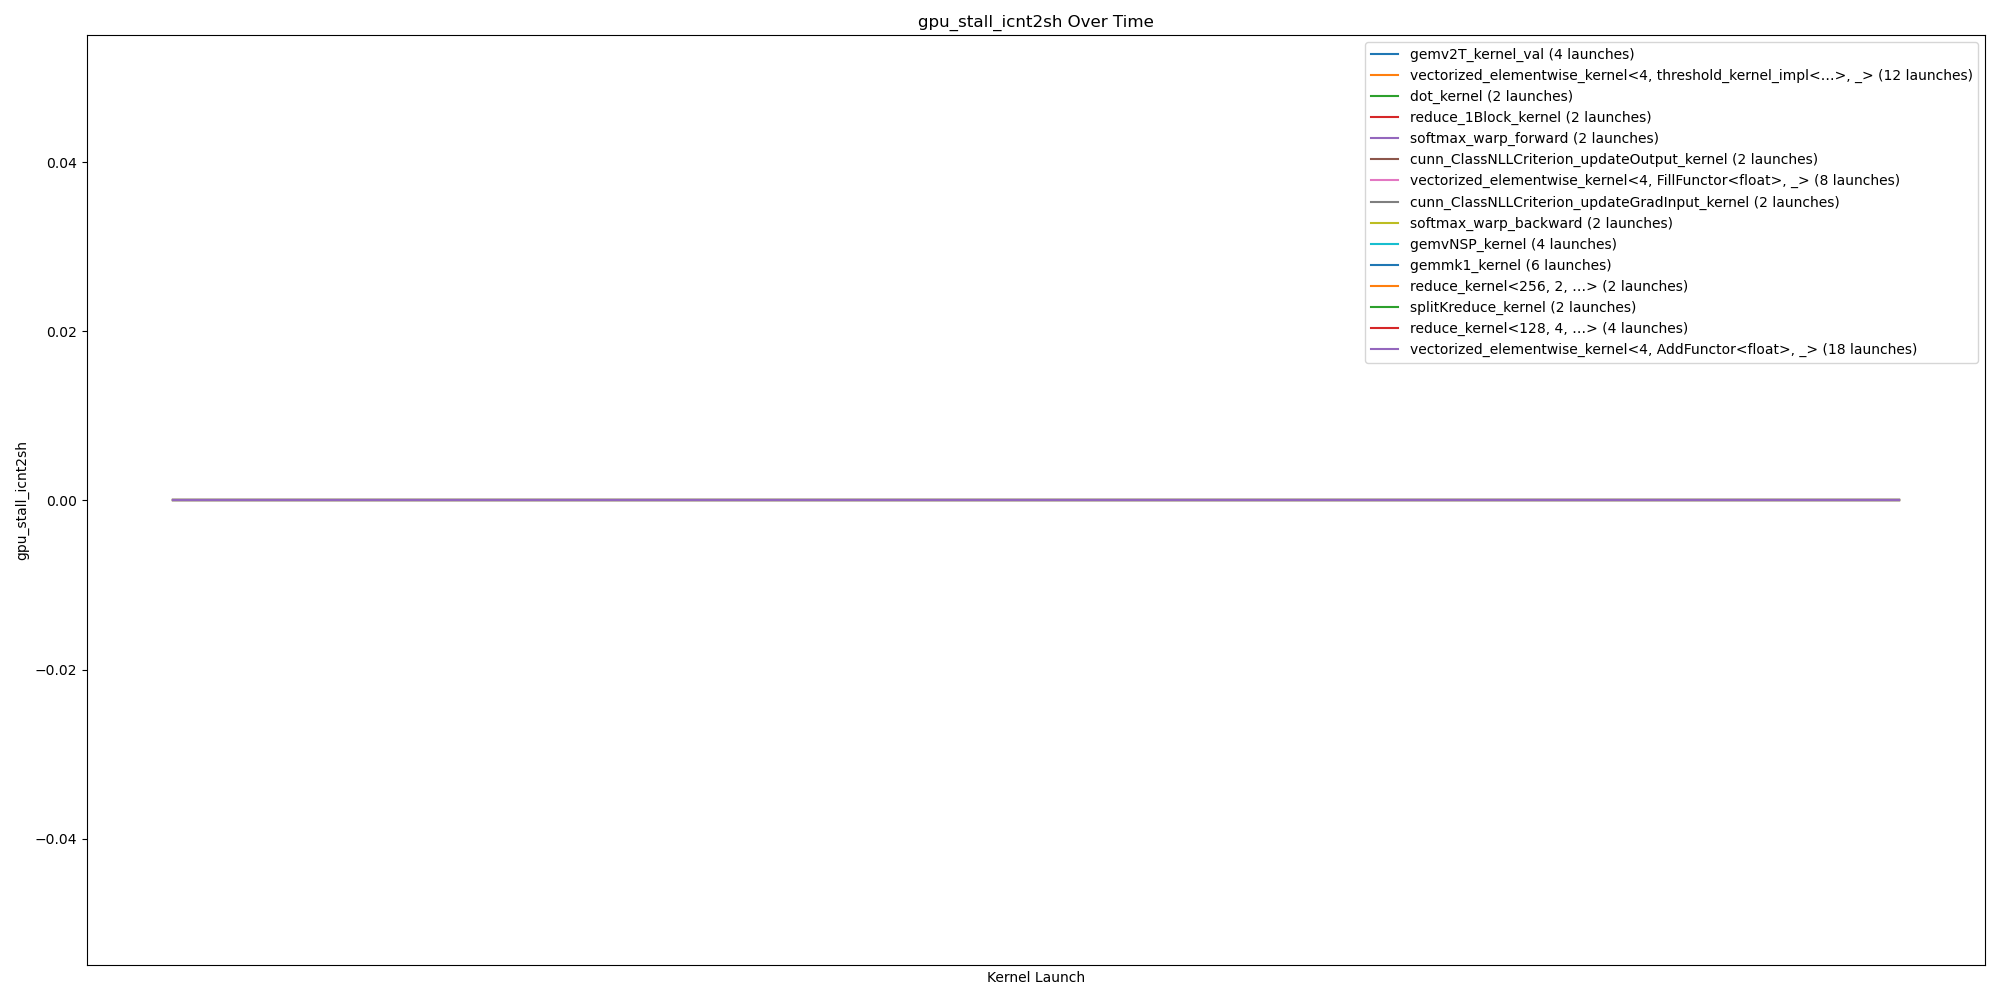 gpu_stall_icnt2sh Over Time
gemv2T_kernel_val (4 launches)
vectorized_elementwise_kernel<4, threshold_kernel_impl<...>, _> (12 launches)
dot_kernel (2 launches)
reduce_1Block_kernel (2 launches)
softmax_warp_forward (2 launches)
cunn_ClassNLLCriterion_updateOutput_kernel (2 launches)
vectorized_elementwise_kernel<4, FillFunctor<float>, _> (8 launches)
cunn_ClassNLLCriterion_updateGradInput_kernel (2 launches)
softmax_warp_backward (2 launches)
gemvNSP_kernel (4 launches)
gemmk1_kernel (6 launches)
reduce_kernel<256, 2, ...> (2 launches)
splitKreduce_kernel (2 launches)
reduce_kernel<128, 4, ...> (4 launches)
vectorized_elementwise_kernel<4, AddFunctor<float>, _> (18 launches)
0.04
0.02
0.00
−0.02
−0.04
gpu_stall_icnt2sh
Kernel Launch